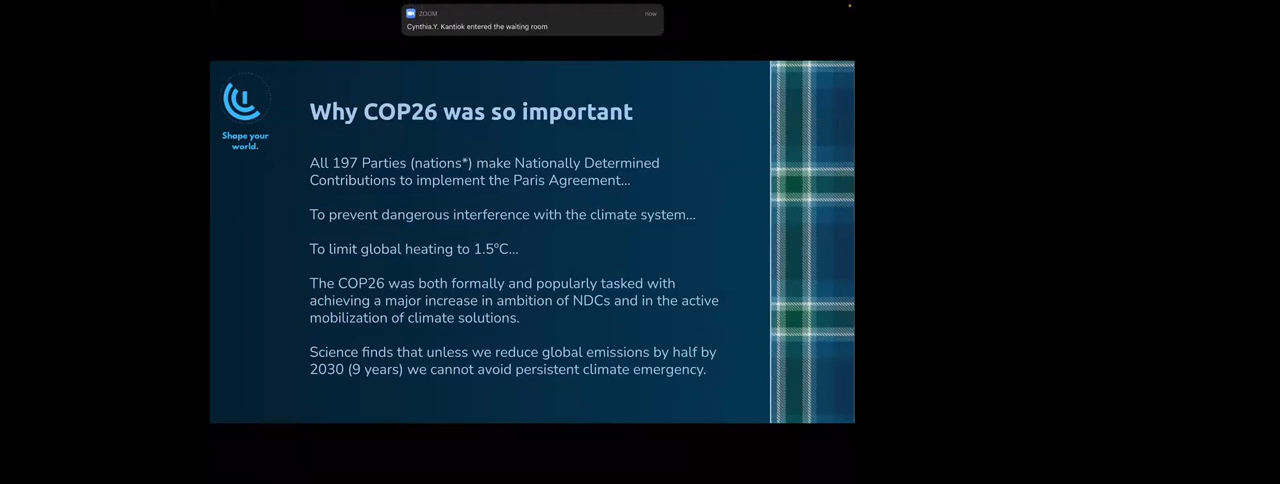 ZOOM
now
Cynthia.Y. Kantiok entered the waiting room
Shape your
world.
Why COP26 was so important
All 197 Parties (nations*) make Nationally Determined
Contributions to implement the Paris Agreement...
To prevent dangerous interference with the climate system...
To limit global heating to 1.5ºC...
The COP26 was both formally and popularly tasked with
achieving a major increase in ambition of NDCs and in the active
mobilization of climate solutions.
Science finds that unless we reduce global emissions by half by
2030 (9 years) we cannot avoid persistent climate emergency.